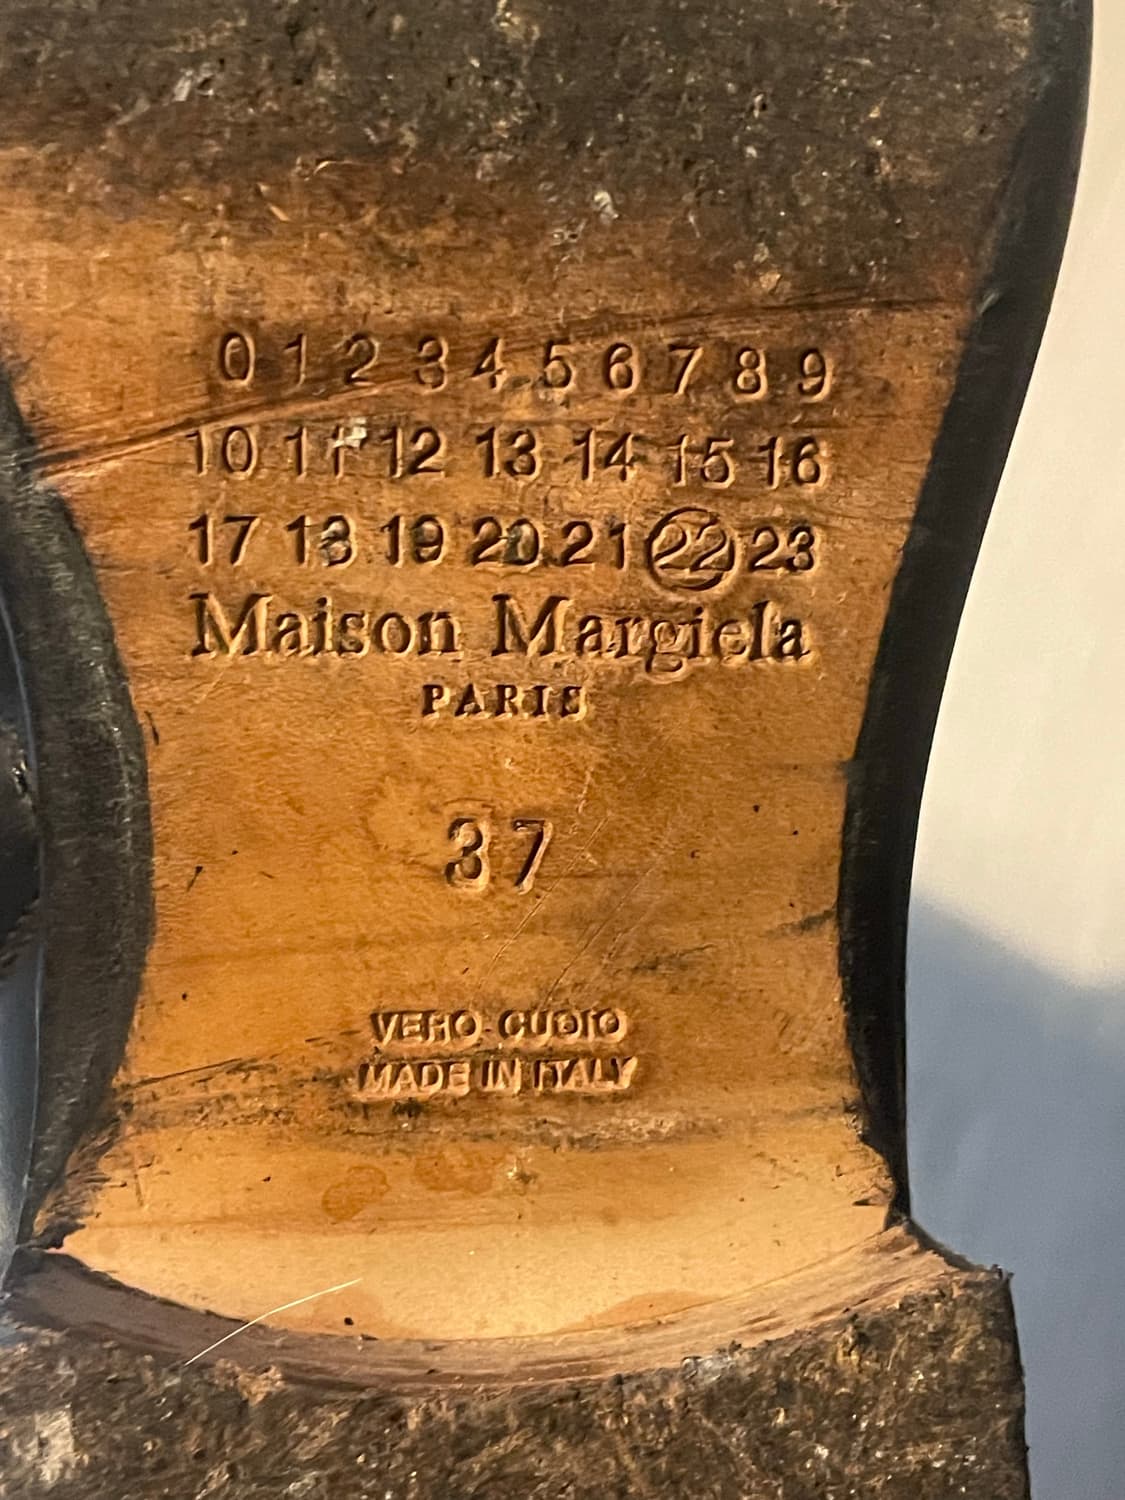 0 1 2 3 4 5 6 7 8 9
10 11 12 13 14 15 16
17 18 19 20 21 22 23
Maison Margiela
PARIS
37
VERO CUOIO
MADE IN ITALY